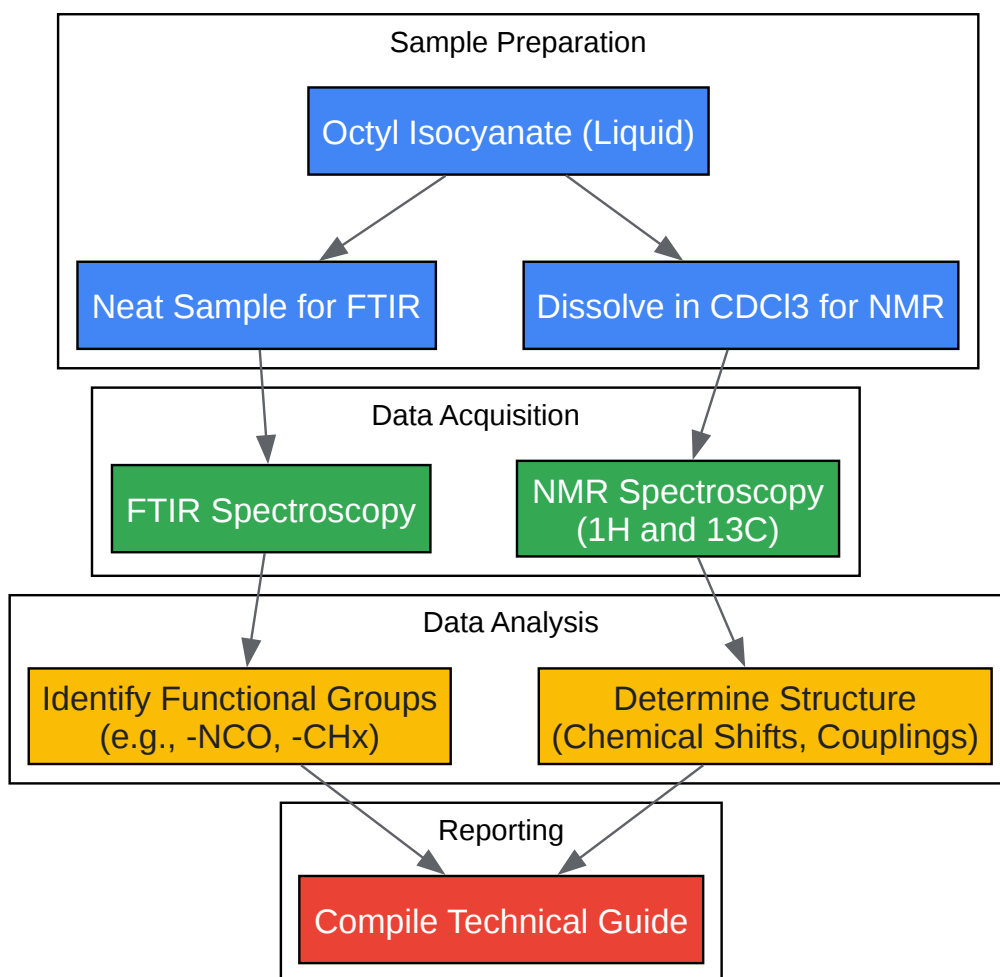 Sample Preparation
Octyl Isocyanate (Liquid)
Neat Sample for FTIR
Dissolve in CDCl3 for NMR
Data Acquisition
FTIR Spectroscopy
NMR Spectroscopy
(1H and 13C)
Data Analysis
Identify Functional Groups
(e.g., -NCO, -CHx)
Determine Structure
(Chemical Shifts, Couplings)
Reporting
Compile Technical Guide